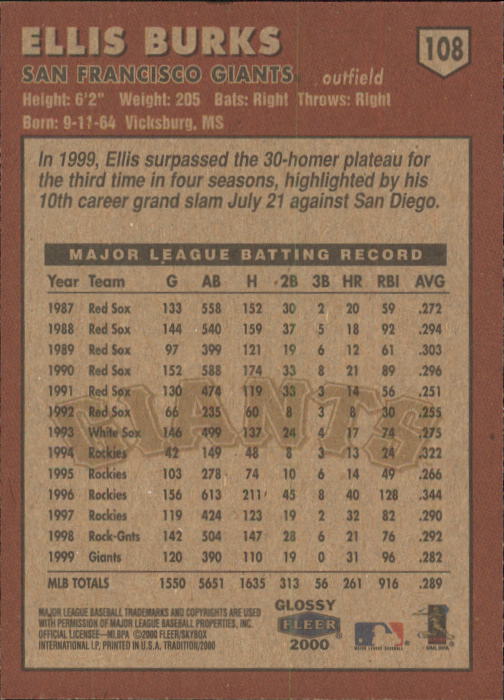 ELLIS BURKS
108
SAN FRANCISCO GIANTS outfield
Height: 6'2" Weight: 205 Bats: Right Throws: Right
Born: 9-11-64 Vicksburg, MS
In 1999, Ellis surpassed the 30-homer plateau for
the third time in four seasons, highlighted by his
10th career grand slam July 21 against San Diego.
MAJOR LEAGUE BATTING RECORD
Year Team G AB H 2B 3B HR RBI AVG
1987 Red Sox 133 558 152 30 2 20 59 .272
1988 Red Sox 144 540 159 37 5 18 92 .294
1989 Red Sox 97 399 121 19 6 12 61 .303
1990 Red Sox 152 588 174 33 8 21 89 .296
1991 Red Sox 130 474 119 33 3 14 56 .251
1992 Red Sox 66 235 60 8 3 8 30 .255
1993 White Sox 146 499 137 24 4 17 74 .275
1994 Rockies 42 149 48 8 3 13 24 .322
1995 Rockies 103 278 74 10 6 14 49 .266
1996 Rockies 156 613 211 45 8 40 128 .344
1997 Rockies 119 424 123 19 2 32 82 .290
1998 Rock-Gnts 142 504 147 28 6 21 76 .292
1999 Giants 120 390 110 19 0 31 96 .282
MLB TOTALS 1550 5651 1635 313 56 261 916 .289
GIANTS
MAJOR LEAGUE BASEBALL TRADEMARKS AND COPYRIGHTS ARE USED
WITH PERMISSION OF MAJOR LEAGUE BASEBALL PROPERTIES, INC.
OFFICIAL LICENSEE—MLBPA ©2000 FLEER/SKYBOX
INTERNATIONAL LP, PRINTED IN U.S.A. TRADITION/2000
GLOSSY
FLEER
2000